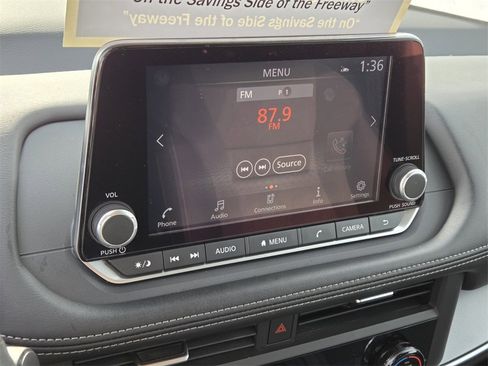 "On the Savings Side of the Freeway"
"On the Savings Side of the Freeway"
MENU
1:36
FM P 1
87.9
FM
Source
VOL
TUNE·SCROLL
Phone Audio Connections Info Settings
PUSH
PUSH SOUND
AUDIO MENU CAMERA